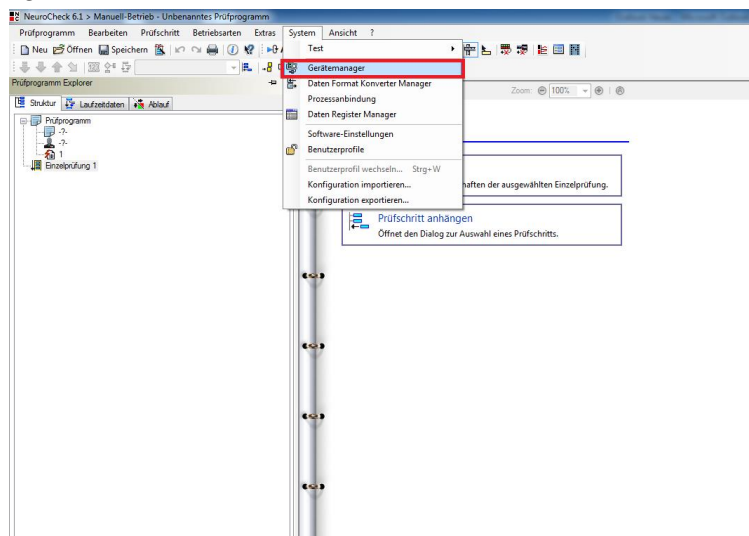 NeuroCheck 6.1 > Manuell-Betrieb - Unbenanntes Prüfprogramm
Prüfprogramm Bearbeiten Prüfschritt Betriebsarten Extras System Ansicht ?
Neu Öffnen Speichern
Test
Gerätemanager
Prüfprogramm Explorer
Daten Format Konverter Manager
Zoom: 100%
Struktur Laufzeitdaten Ablauf
Prozessanbindung
Daten Register Manager
Prüfprogramm
-?-
Software-Einstellungen
-?-
Benutzerprofile
1
Einzelprüfung 1
Benutzerprofil wechseln... Strg+W
Konfiguration importieren...
haften der ausgewählten Einzelprüfung.
Konfiguration exportieren...
Prüfschritt anhängen
Öffnet den Dialog zur Auswahl eines Prüfschritts.